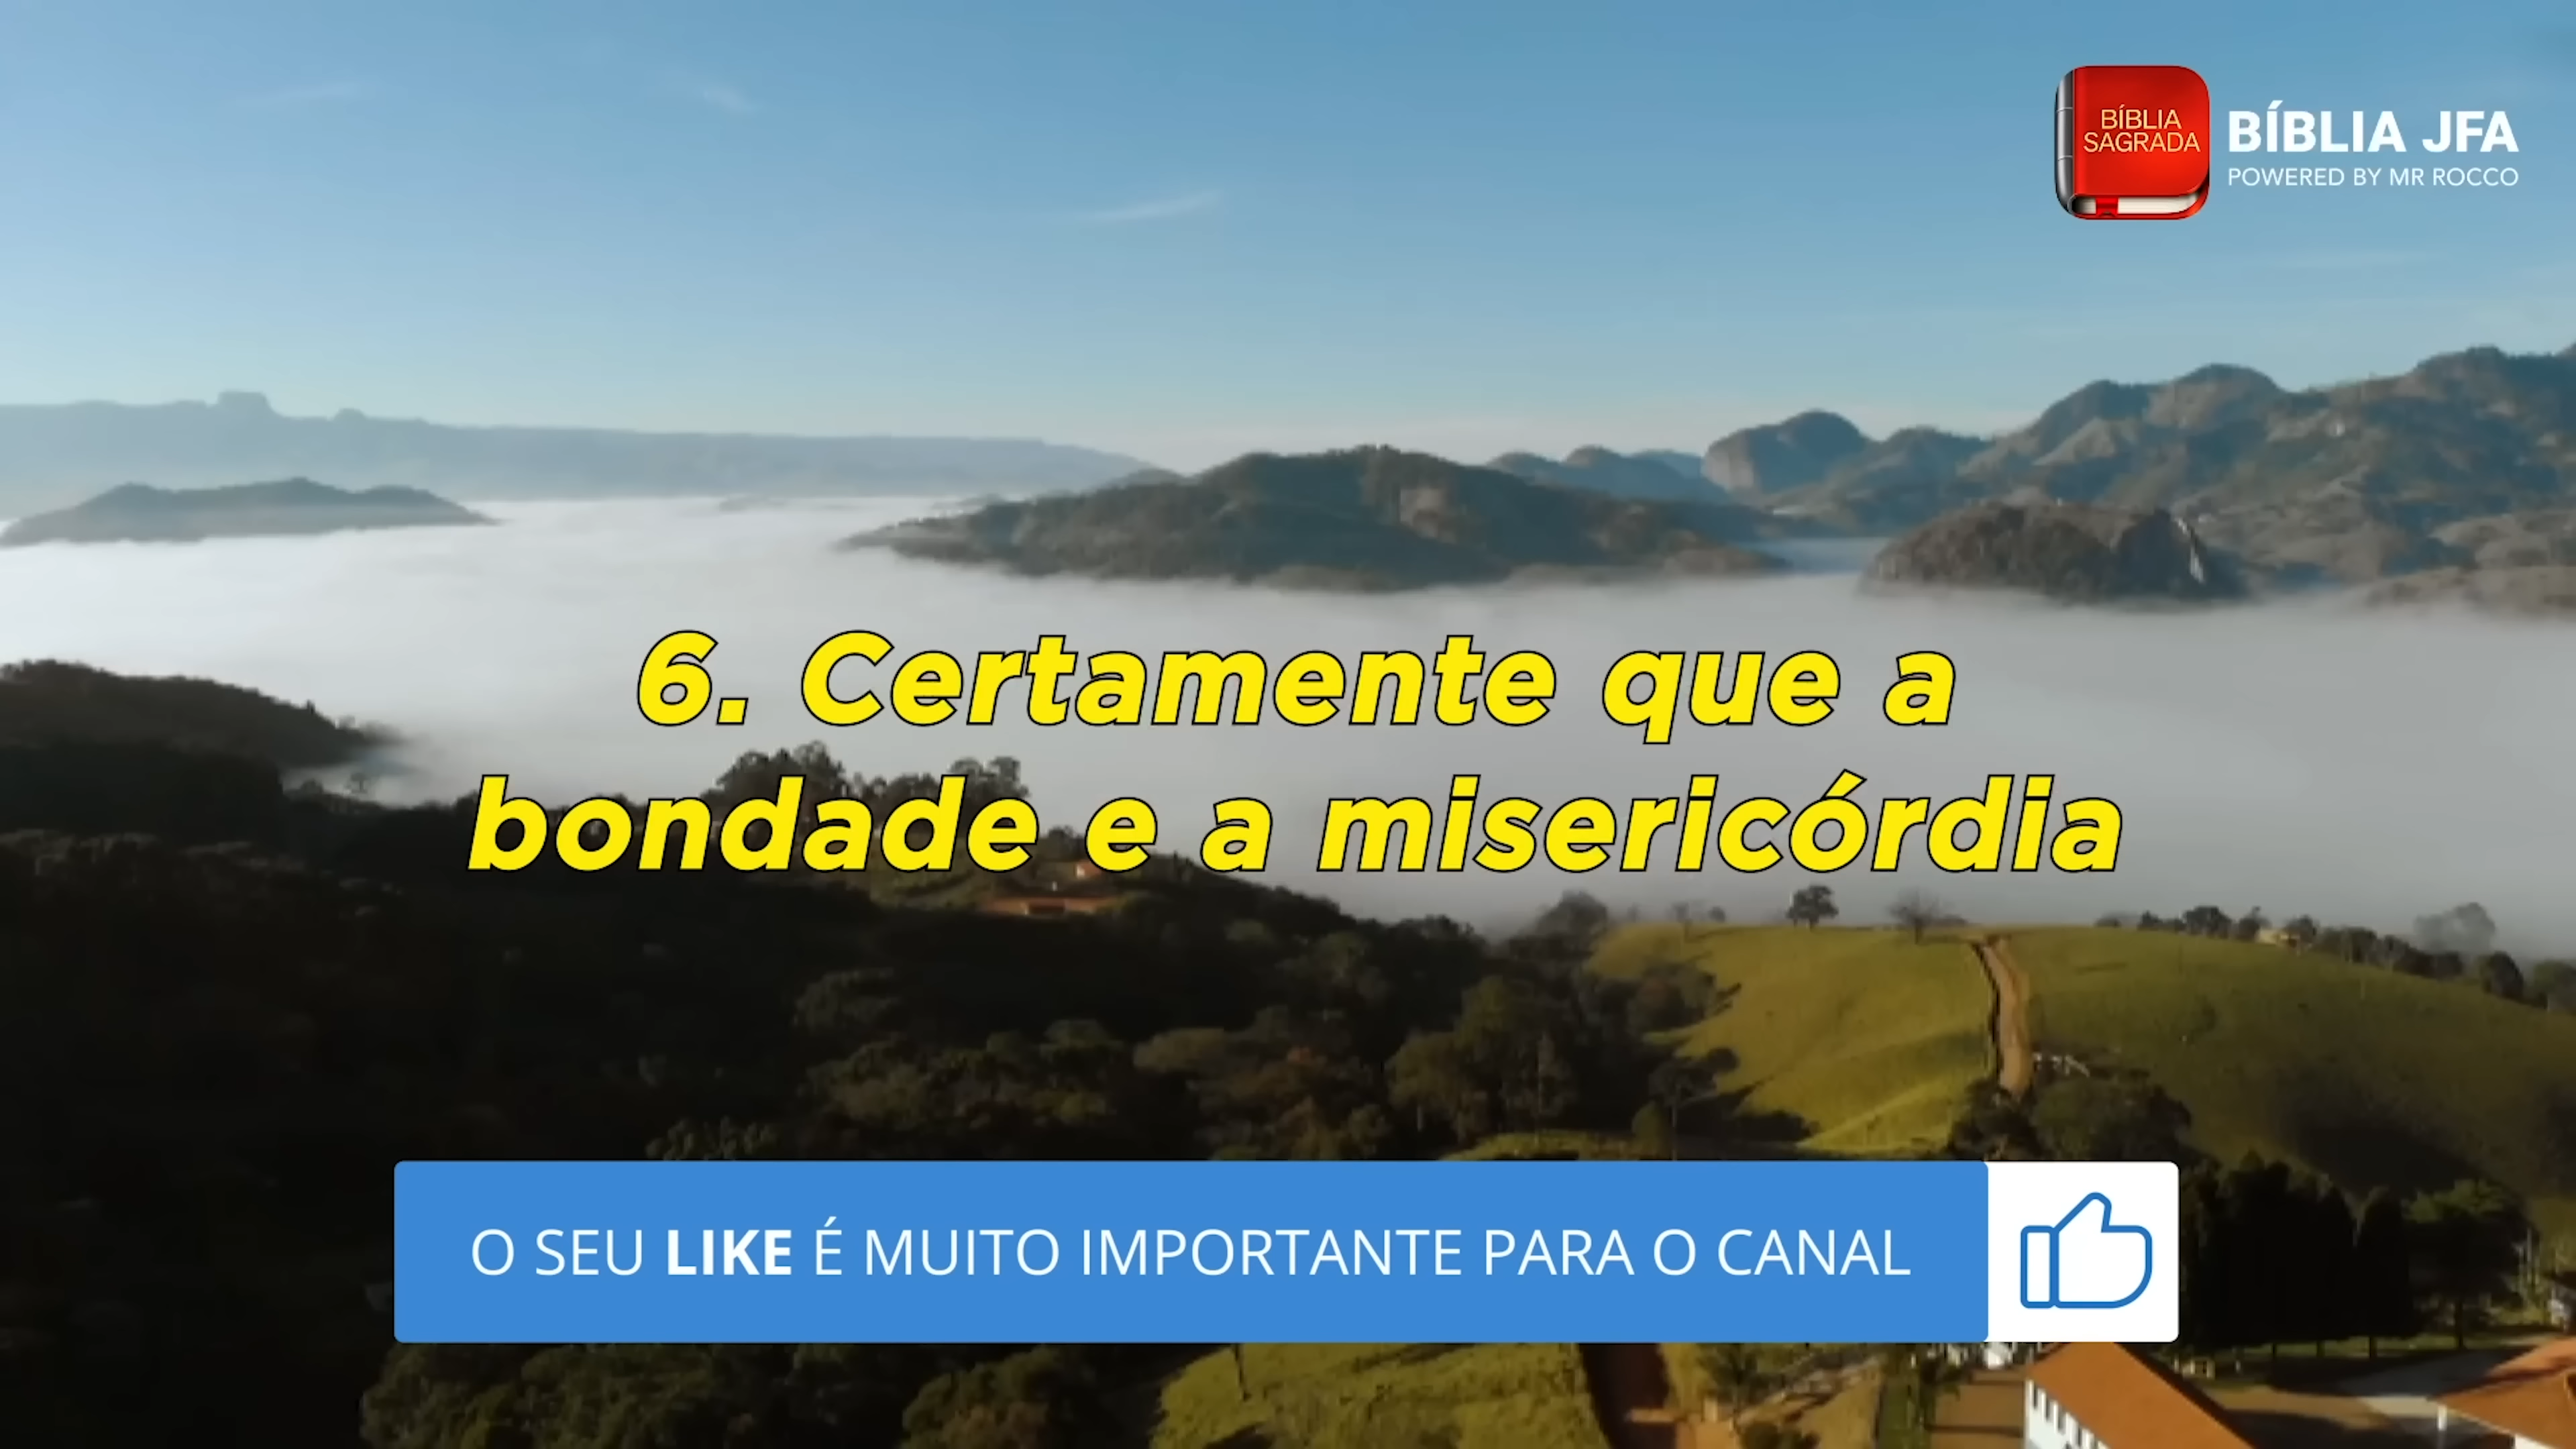 BÍBLIA
SAGRADA
BÍBLIA JFA
POWERED BY MR ROCCO
6. Certamente que a
bondade e a misericórdia
O SEU LIKE É MUITO IMPORTANTE PARA O CANAL